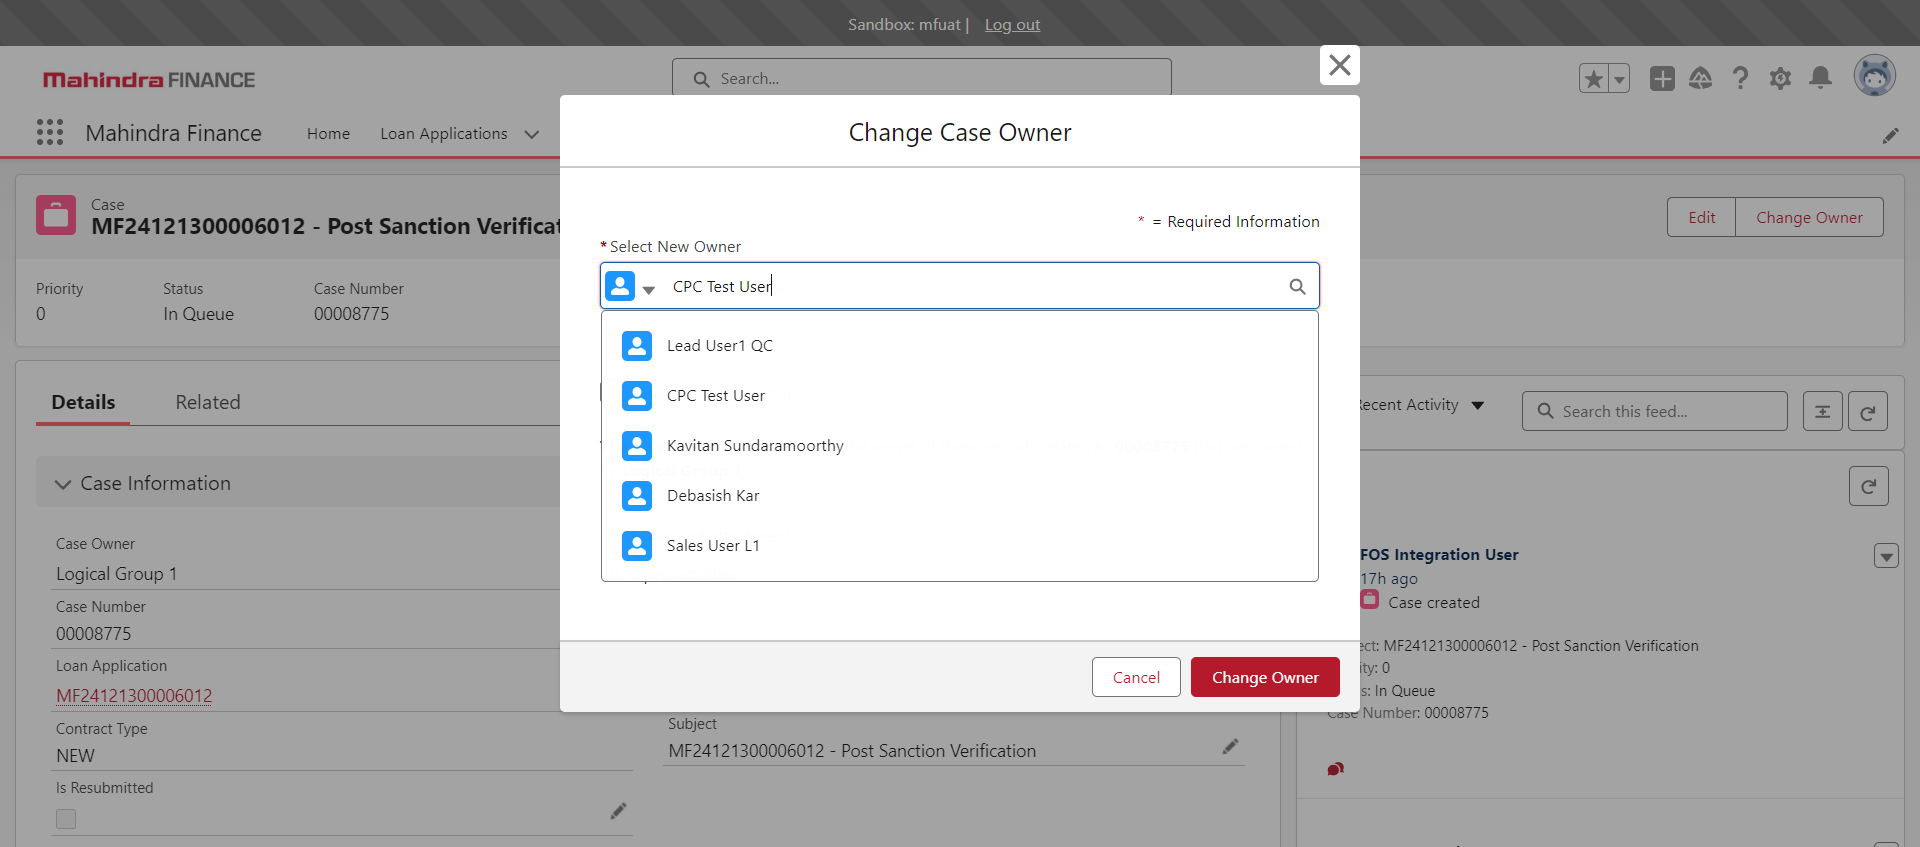 Sandbox: mfuat | Log out
Mahindra FINANCE
Search...
Mahindra Finance
Home
Loan Applications
Change Case Owner
Case
MF24121300006012 - Post Sanction Verificat
Edit
Change Owner
* = Required Information
*Select New Owner
CPC Test User
Priority
0
Status
In Queue
Case Number
00008775
Lead User1 QC
CPC Test User
Kavitan Sundaramoorthy
Debasish Kar
Sales User L1
Cancel
Change Owner
Details
Related
Case Information
Case Owner
Logical Group 1
Case Number
00008775
Loan Application
MF24121300006012
Contract Type
NEW
Is Resubmitted
Subject
MF24121300006012 - Post Sanction Verification
ecent Activity
Search this feed...
FOS Integration User
17h ago
Case created
ect: MF24121300006012 - Post Sanction Verification
ity: 0
s: In Queue
Case Number: 00008775